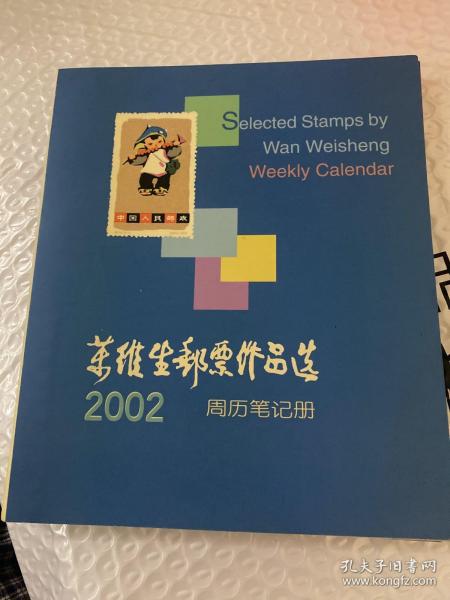 Selected Stamps by
Wan Weisheng
Weekly Calendar
中国人民邮政
万维生郵票作品选
2002 周历笔记册
孔夫子旧书网
www.kongfz.com